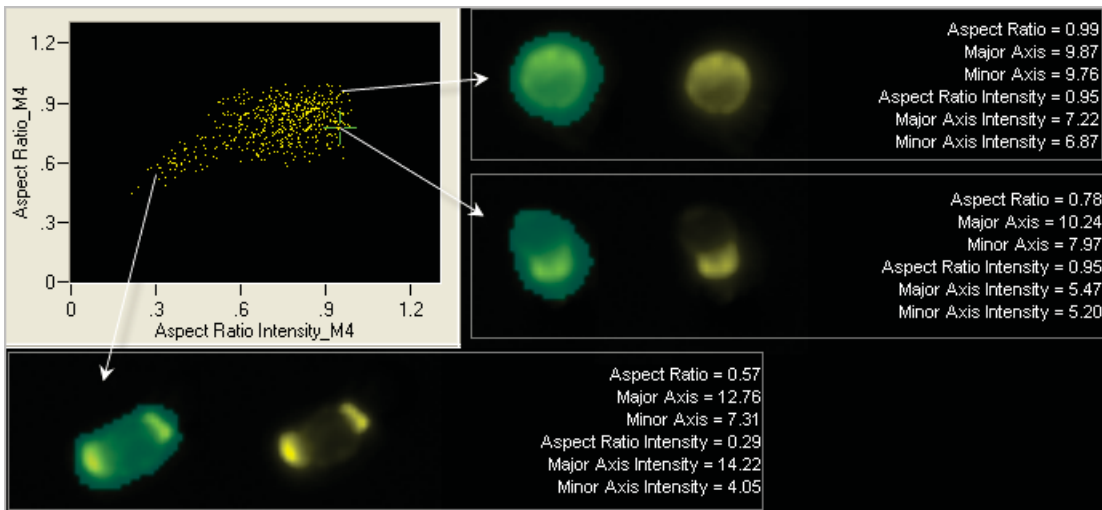 1.2
.9
.6
.3
0
Aspect Ratio_M4
0 .3 .6 .9 1.2
Aspect Ratio Intensity_M4
Aspect Ratio = 0.99
Major Axis = 9.87
Minor Axis = 9.76
Aspect Ratio Intensity = 0.95
Major Axis Intensity = 7.22
Minor Axis Intensity = 6.87
Aspect Ratio = 0.78
Major Axis = 10.24
Minor Axis = 7.97
Aspect Ratio Intensity = 0.95
Major Axis Intensity = 5.47
Minor Axis Intensity = 5.20
Aspect Ratio = 0.57
Major Axis = 12.76
Minor Axis = 7.31
Aspect Ratio Intensity = 0.29
Major Axis Intensity = 14.22
Minor Axis Intensity = 4.05